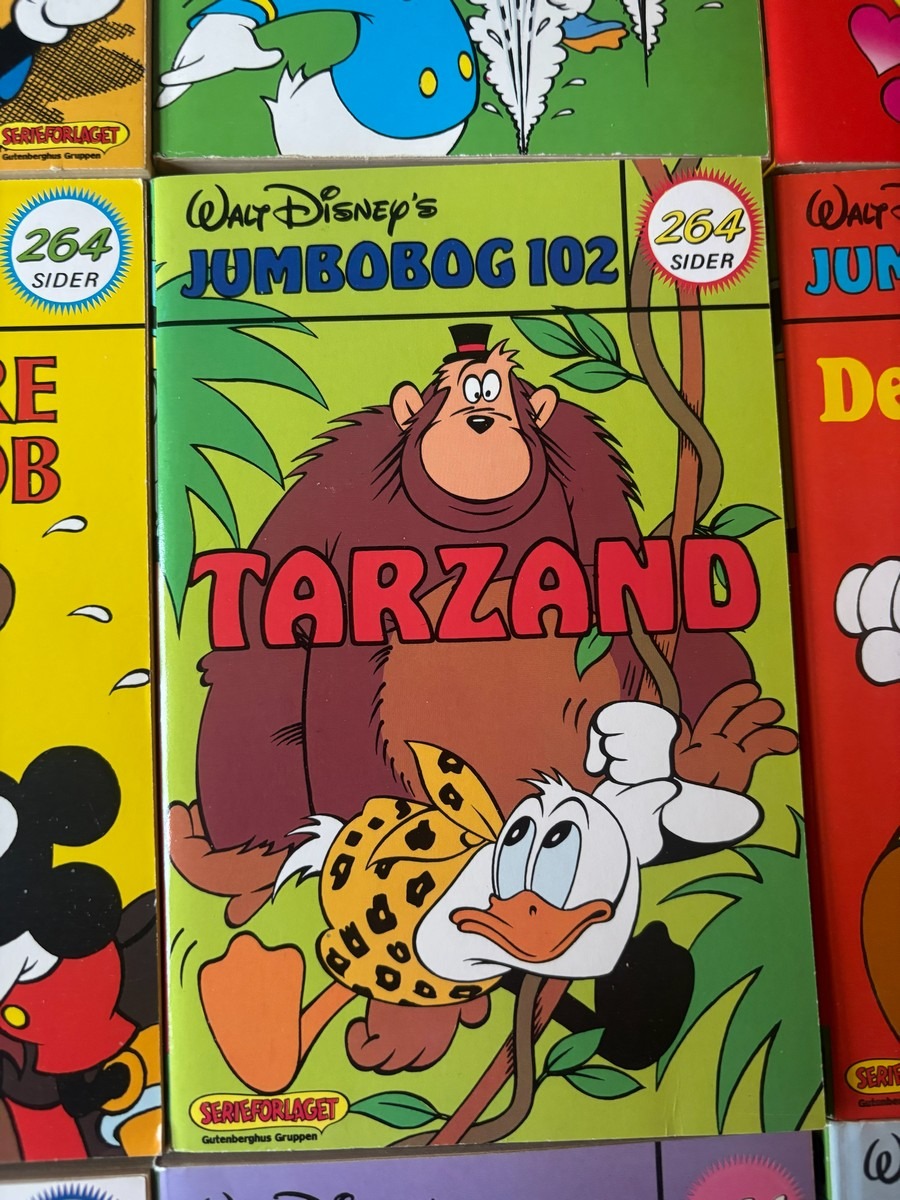 SERIEFORLAGET
Gutenberghus Gruppen
264
SIDER
RE
OB
WALT DISNEY'S
JUMBOBOG 102
264
SIDER
TARZAND
SERIEFORLAGET
Gutenberghus Gruppen
WALT
JUM
De
SERIE